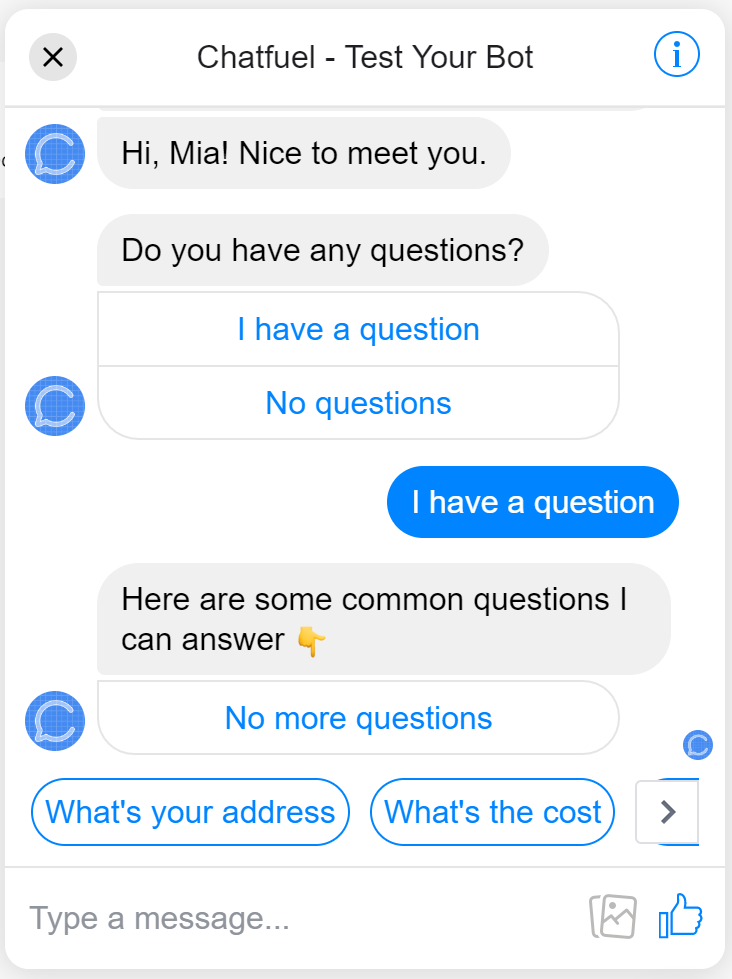 Chatfuel - Test Your Bot
Hi, Mia! Nice to meet you.
Do you have any questions?
I have a question
No questions
I have a question
Here are some common questions I
can answer 👇
No more questions
What's your address
What's the cost
Type a message...